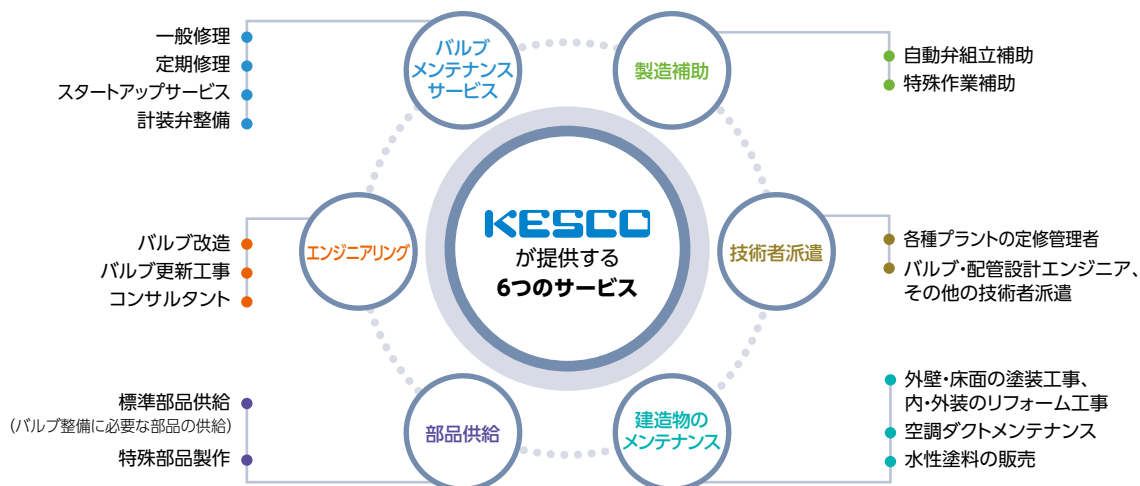 一般修理
定期修理
スタートアップサービス
計装弁整備
バルブ
メンテナンス
サービス
製造補助
自動弁組立補助
特殊作業補助
バルブ改造
バルブ更新工事
コンサルタント
エンジニアリング
KESCO
が提供する
6つのサービス
技術者派遣
各種プラントの定修管理者
バルブ・配管設計エンジニア、
その他の技術者派遣
標準部品供給
(バルブ整備に必要な部品の供給)
特殊部品製作
部品供給
建造物の
メンテナンス
外壁・床面の塗装工事、
内・外装のリフォーム工事
空調ダクトメンテナンス
水性塗料の販売